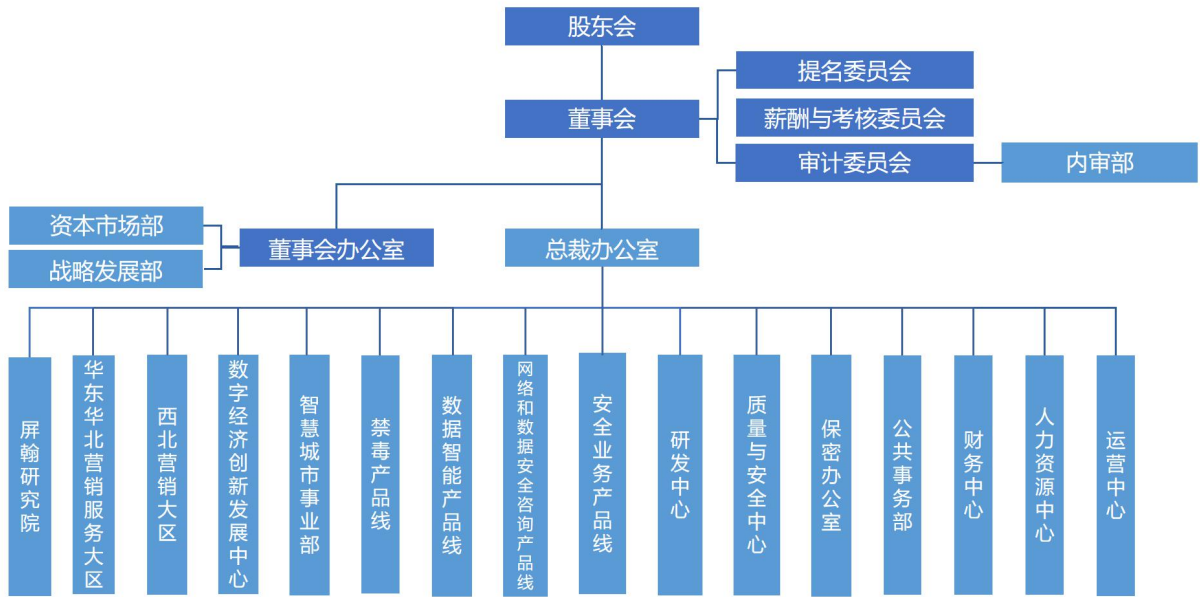 股东会
董事会
提名委员会
薪酬与考核委员会
审计委员会
内审部
资本市场部
战略发展部
董事会办公室
总裁办公室
屏翰研究院
华东华北营销服务大区
西北营销大区
数字经济创新发展中心
智慧城市事业部
禁毒产品线
数据智能产品线
网络和数据安全咨询产品线
安全业务产品线
研发中心
质量与安全中心
保密办公室
公共事务部
财务中心
人力资源中心
运营中心